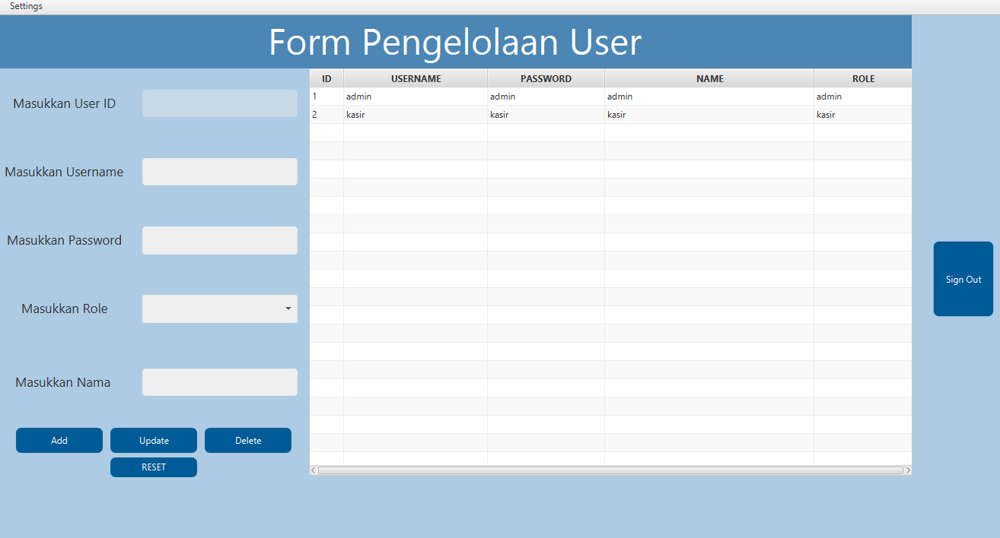 Settings
Form Pengelolaan User
Masukkan User ID
Masukkan Username
Masukkan Password
Masukkan Role
Masukkan Nama
Add Update Delete
RESET
ID USERNAME PASSWORD NAME ROLE
1 admin admin admin admin
2 kasir kasir kasir kasir
Sign Out